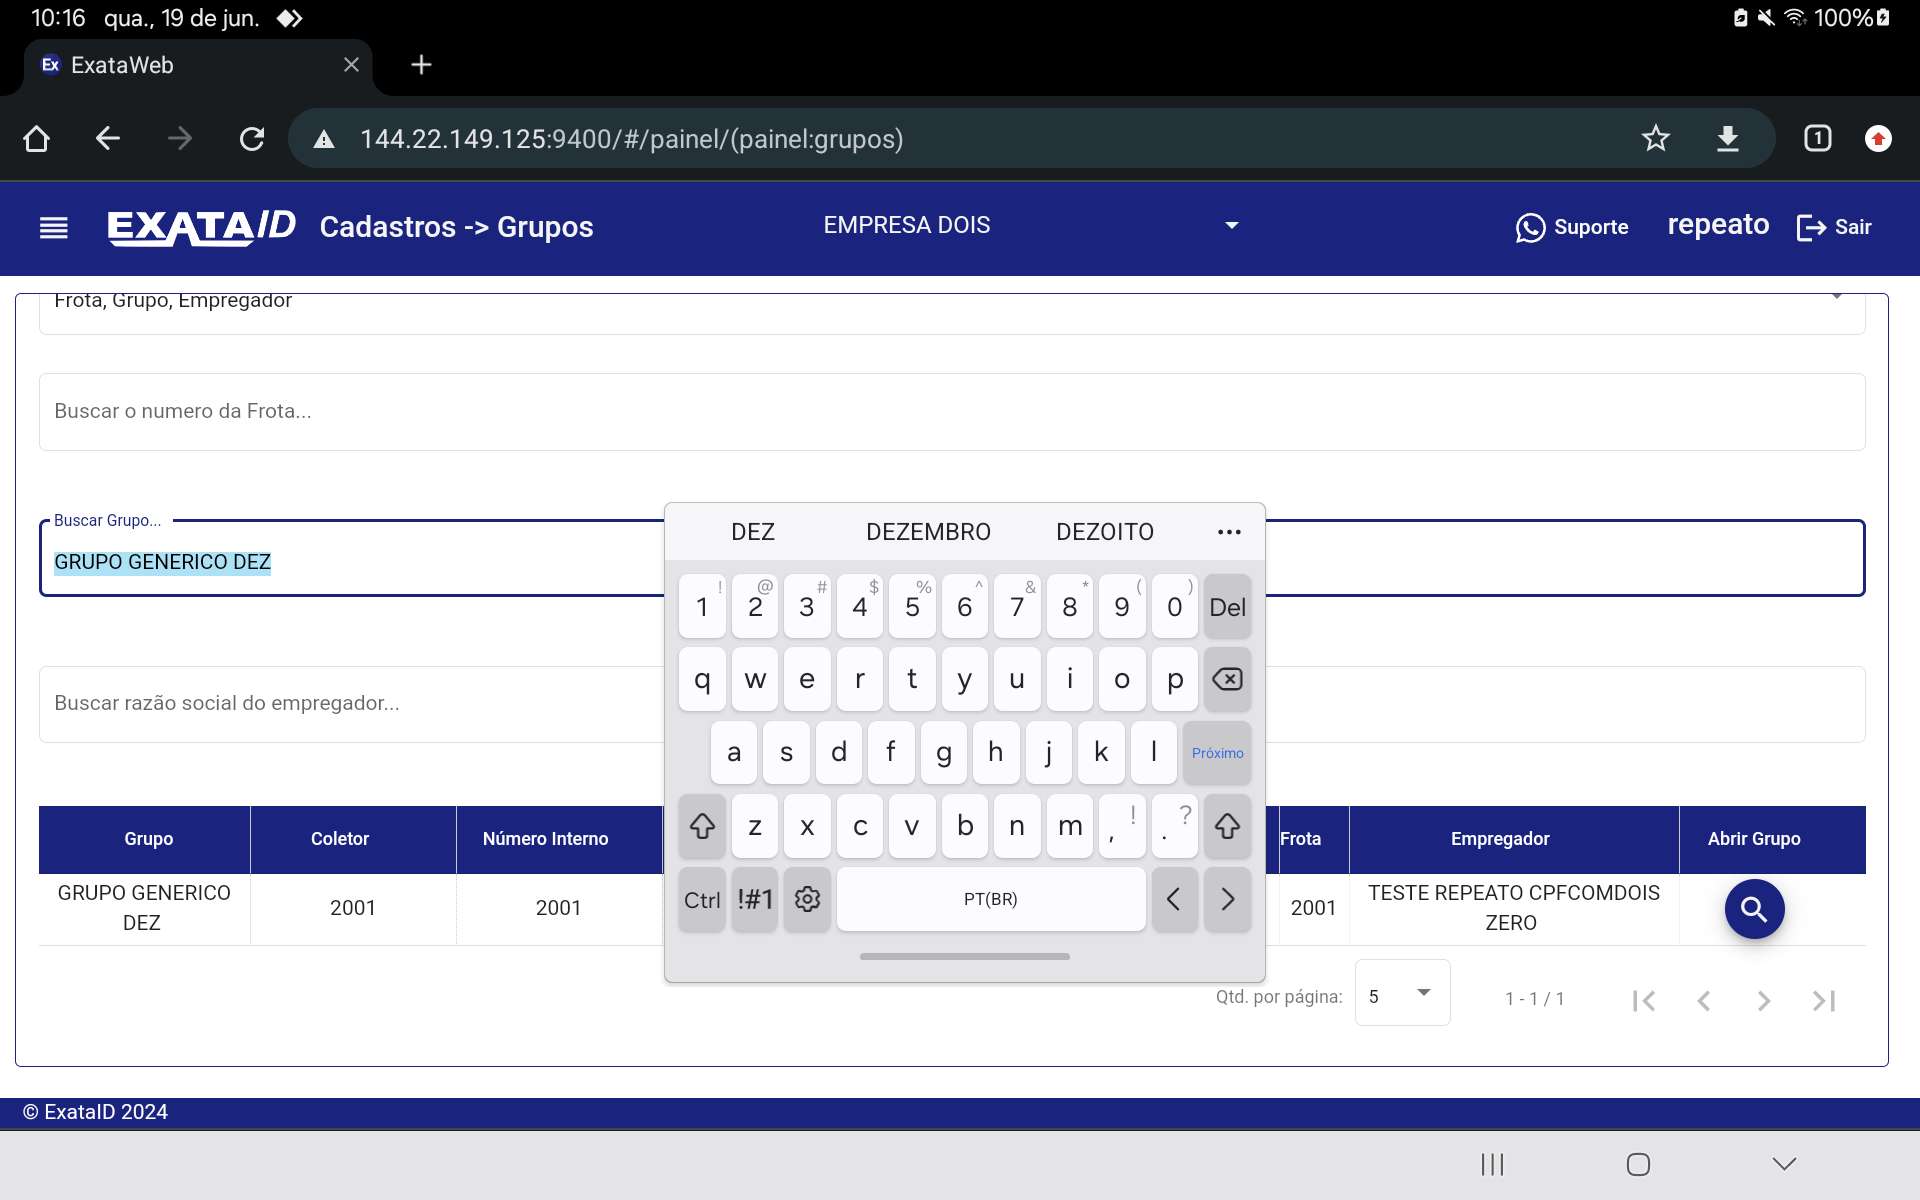 10:16 qua., 19 de jun. 100%
Ex ExataWeb
144.22.149.125:9400/#/painel/(painel:grupos) 1
EXATA/ID Cadastros -> Grupos EMPRESA DOIS Suporte repeato Sair
Frota, Grupo, Empregador
Buscar o numero da Frota...
Buscar Grupo...
GRUPO GENERICO DEZ
DEZ DEZEMBRO DEZOITO ...
! @ # $ % ^ & * ( )
1 2 3 4 5 6 7 8 9 0 Del
q w e r t y u i o p
Buscar razão social do empregador...
a s d f g h j k l Próximo
! ?
z x c v b n m , .
Ctrl !#1 PT(BR) < >
Grupo Coletor Número Interno Frota Empregador Abrir Grupo
GRUPO GENERICO DEZ 2001 2001 2001 TESTE REPEATO CPFCOMDOIS ZERO
Qtd. por página: 5 1 - 1 / 1
© ExataID 2024